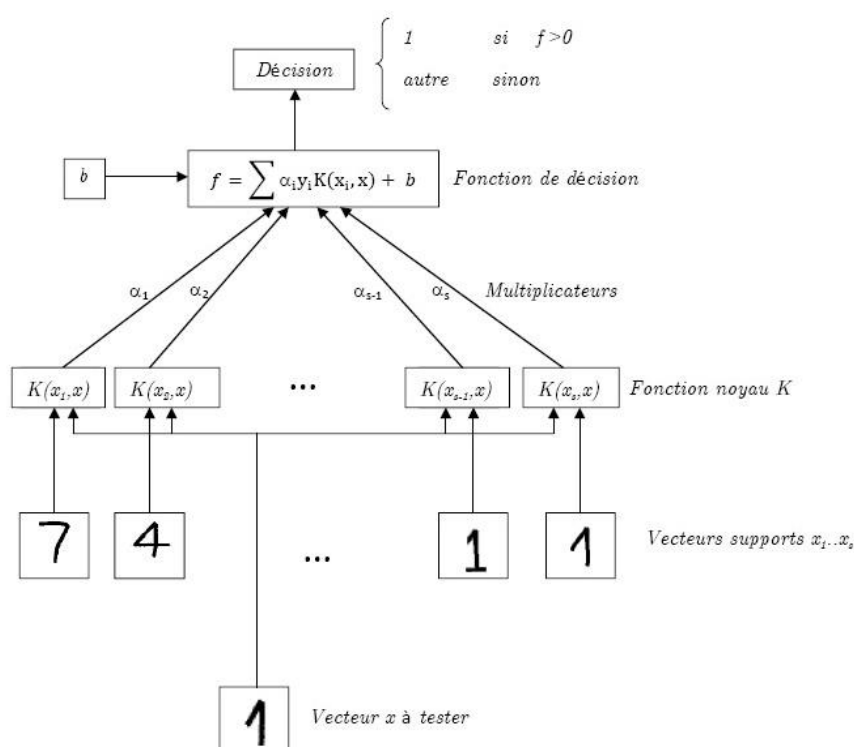 1 si f>0
Décision
autre sinon
b
f = ∑ αᵢyᵢK(xᵢ, x) + b
Fonction de décision
α₁ α₂ αₛ₋₁ αₛ Multiplicateurs
K(x₁,x) K(x₂,x) ... K(xₛ₋₁,x) K(xₛ,x) Fonction noyau K
7 4 ... 1 1 Vecteurs supports x₁..xₛ
1 Vecteur x à tester